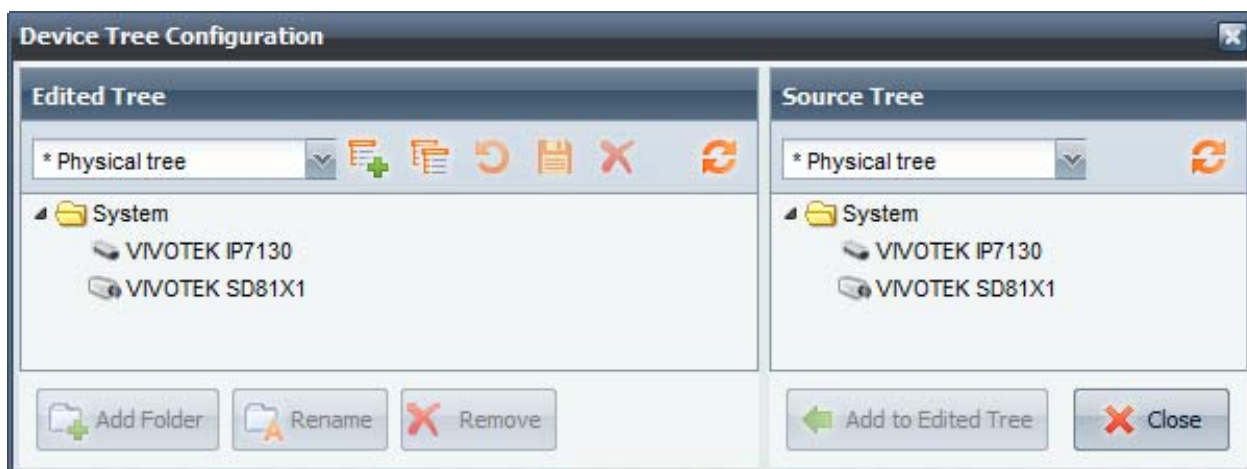 Device Tree Configuration
Edited Tree
* Physical tree
System
VIVOTEK IP7130
VIVOTEK SD81X1
Add Folder
Rename
Remove
Source Tree
* Physical tree
System
VIVOTEK IP7130
VIVOTEK SD81X1
Add to Edited Tree
Close